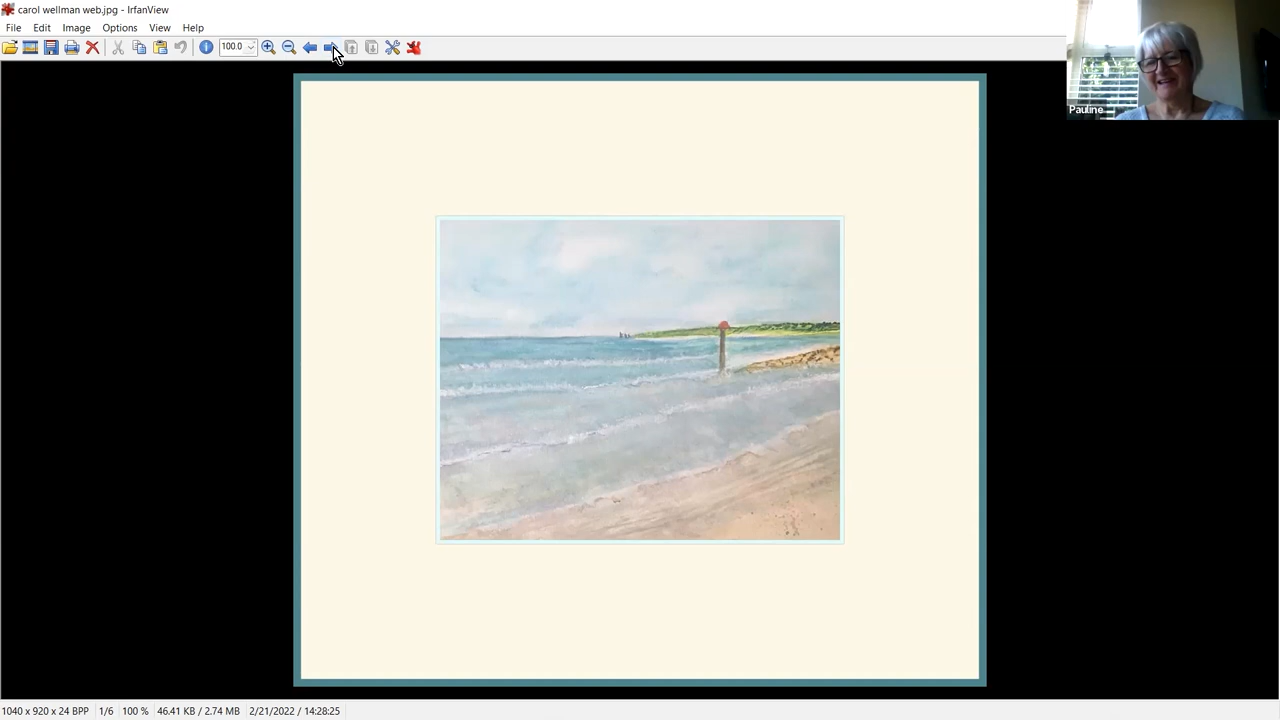 carol wellman web.jpg - IrfanView
File Edit Image Options View Help
100.0
Pauline
1040 x 920 x 24 BPP 1/6 100 % 46.41 KB / 2.74 MB 2/21/2022 / 14:28:25